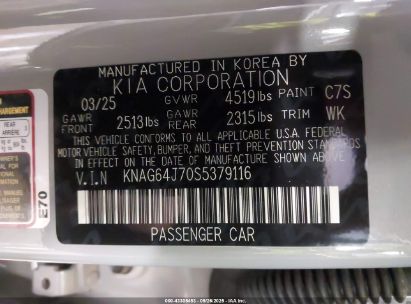 MANUFACTURED IN KOREA BY
KIA CORPORATION
03/25 GVWR 4519lbs PAINT C7S
GAWR FRONT 2513lbs GAWR REAR 2315lbs TRIM WK
THIS VEHICLE CONFORMS TO ALL APPLICABLE U.S.A. FEDERAL
MOTOR VEHICLE SAFETY, BUMPER, AND THEFT PREVENTION STANDARDS
IN EFFECT ON THE DATE OF MANUFACTURE SHOWN ABOVE.
V.I.N KNAG64J70S5379116
E70
PASSENGER CAR